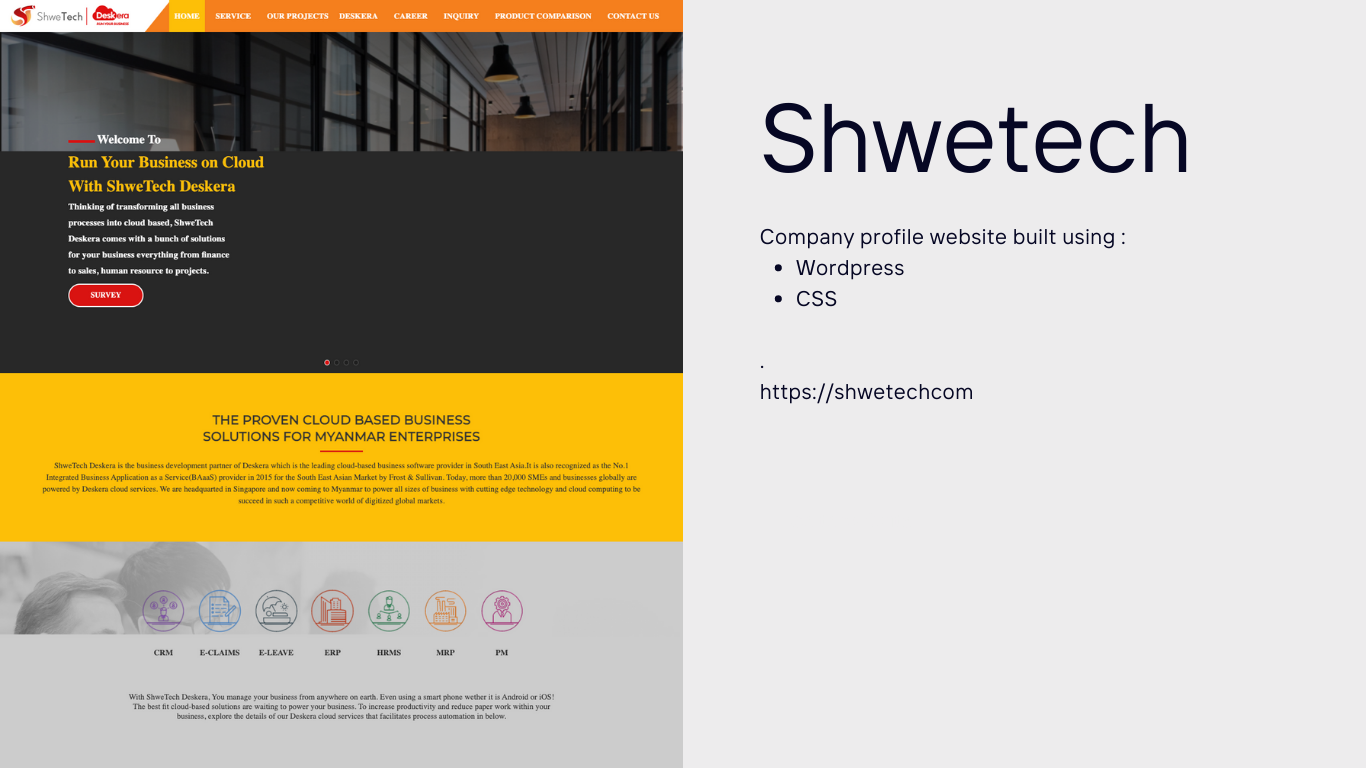 ShweTech Deskera
RUN YOUR BUSINESS
HOME SERVICE OUR PROJECTS DESKERA CAREER INQUIRY PRODUCT COMPARISON CONTACT US
Welcome To
Run Your Business on Cloud
With ShweTech Deskera
Thinking of transforming all business
processes into cloud based, ShweTech
Deskera comes with a bunch of solutions
for your business everything from finance
to sales, human resource to projects.
SURVEY
THE PROVEN CLOUD BASED BUSINESS
SOLUTIONS FOR MYANMAR ENTERPRISES
ShweTech Deskera is the business development partner of Deskera which is the leading cloud-based business software provider in South East Asia.It is also recognized as the No.1
Integrated Business Application as a Service(BAaaS) provider in 2015 for the South East Asian Market by Frost & Sullivan. Today, more than 20,000 SMEs and businesses globally are
powered by Deskera cloud services. We are headquarted in Singapore and now coming to Myanmar to power all sizes of business with cutting edge technology and cloud computing to be
succeed in such a competitive world of digitized global markets.
CRM E-CLAIMS E-LEAVE ERP HRMS MRP PM
With ShweTech Deskera, You manage your business from anywhere on earth. Even using a smart phone wether it is Android or iOS!
The best fit cloud-based solutions are waiting to power your business. To increase productivity and reduce paper work within your
business, explore the details of our Deskera cloud services that facilitates process automation in below.
Shwetech
Company profile website built using :
• Wordpress
• CSS
.
https://shwetechcom